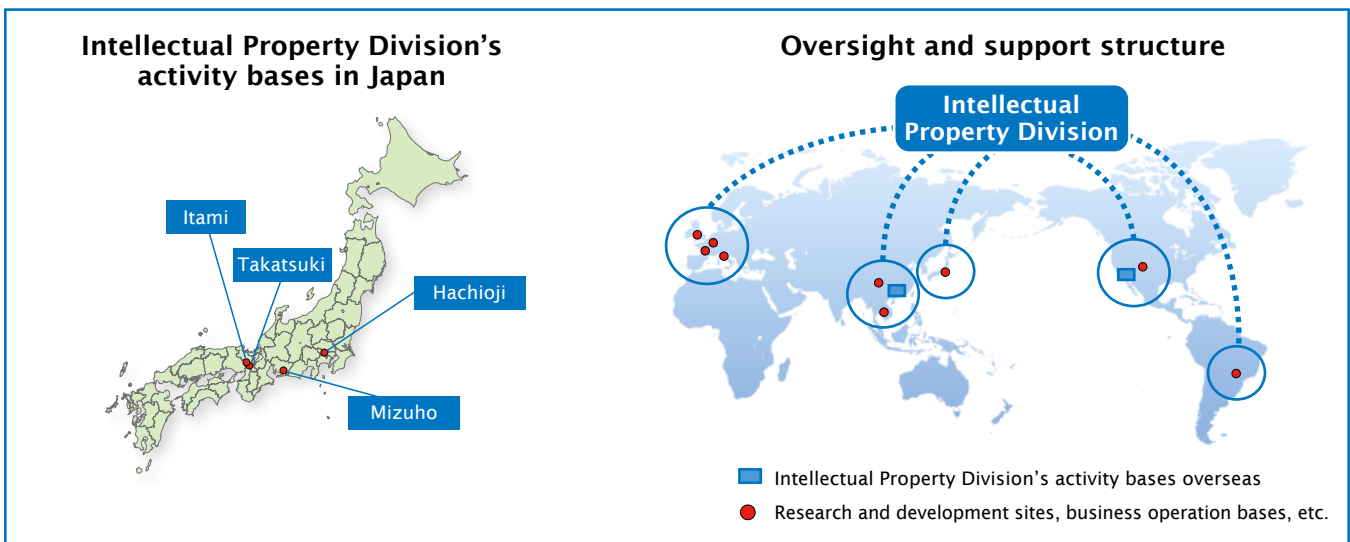 Intellectual Property Division’s
activity bases in Japan
Itami
Takatsuki
Hachioji
Mizuho
Oversight and support structure
Intellectual
Property Division
Intellectual Property Division’s activity bases overseas
Research and development sites, business operation bases, etc.